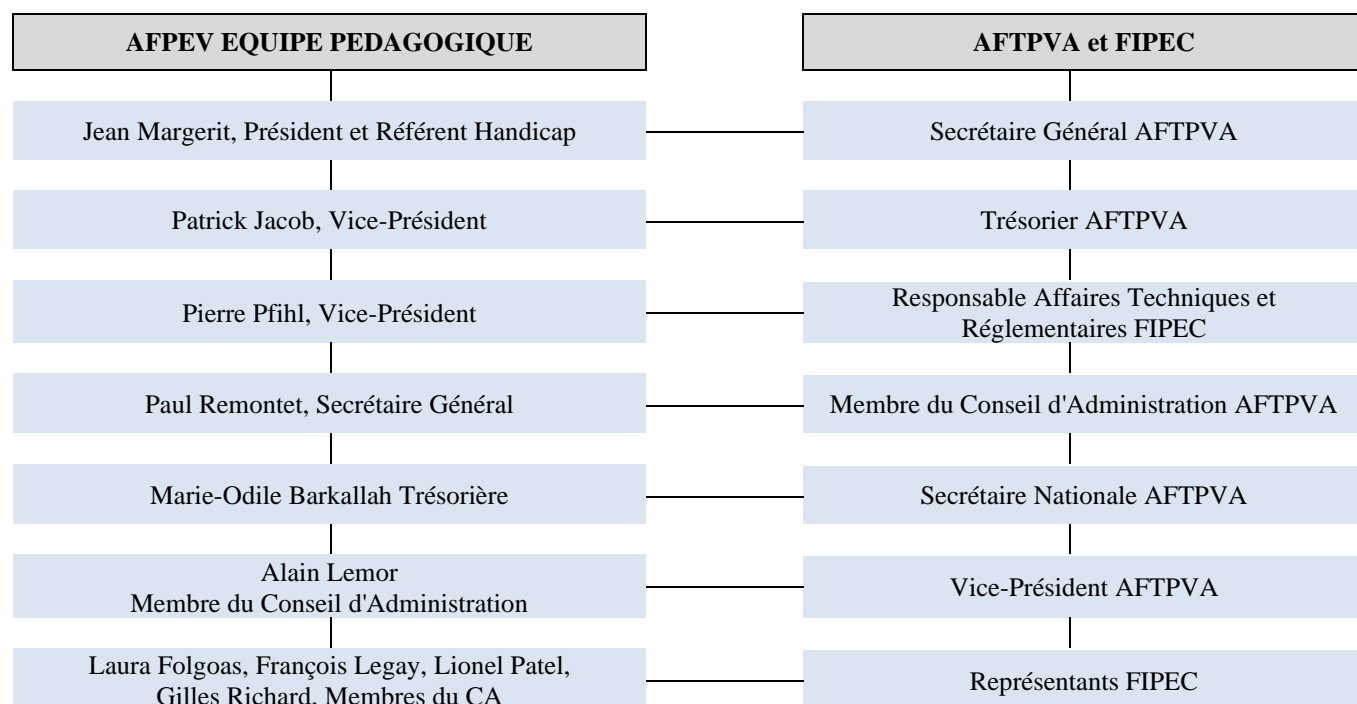 AFPEV EQUIPE PEDAGOGIQUE
AFTPVA et FIPEC
Jean Margerit, Président et Référent Handicap
Secrétaire Général AFTPVA
Patrick Jacob, Vice-Président
Trésorier AFTPVA
Pierre Pfihl, Vice-Président
Responsable Affaires Techniques et
Réglementaires FIPEC
Paul Remontet, Secrétaire Général
Membre du Conseil d'Administration AFTPVA
Marie-Odile Barkallah Trésorière
Secrétaire Nationale AFTPVA
Alain Lemor
Membre du Conseil d'Administration
Vice-Président AFTPVA
Laura Folgoas, François Legay, Lionel Patel,
Gilles Richard, Membres du CA
Représentants FIPEC